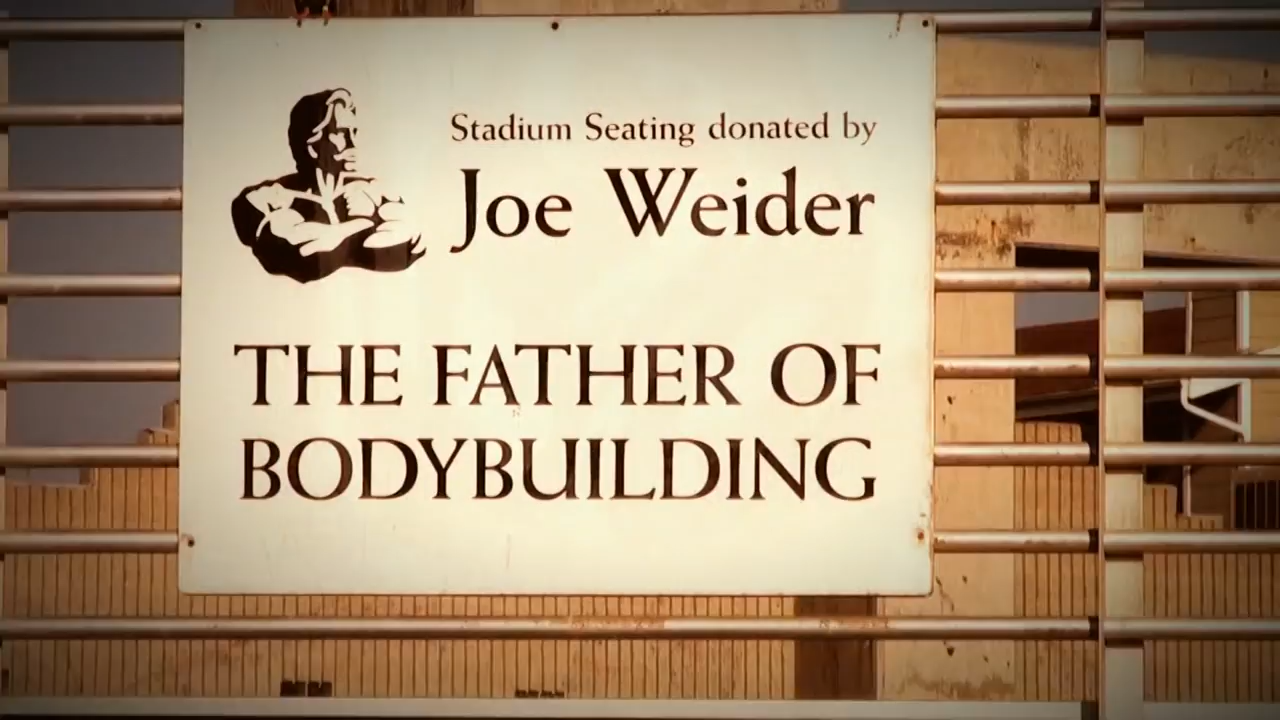 Stadium Seating donated by
Joe Weider
THE FATHER OF
BODYBUILDING